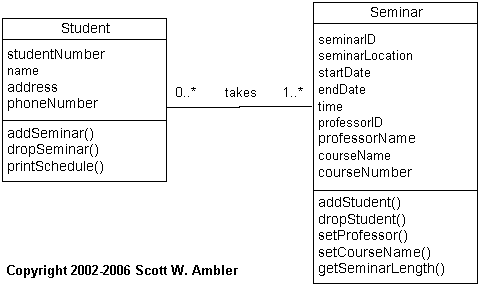 Student
studentNumber
name
address
phoneNumber
addSeminar()
dropSeminar()
printSchedule()
0..* takes 1..*
Seminar
seminarID
seminarLocation
startDate
endDate
time
professorID
professorName
courseName
courseNumber
addStudent()
dropStudent()
setProfessor()
setCourseName()
getSeminarLength()
Copyright 2002-2006 Scott W. Ambler